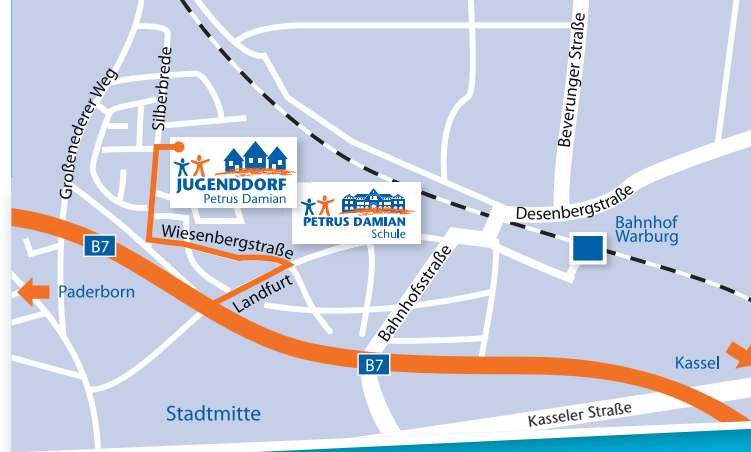 Großenederer Weg
Silberbrede
Beverunger Straße
JUGENDDORF
Petrus Damian
PETRUS DAMIAN
Schule
Desenbergstraße
Bahnhof
Warburg
B7
Wiesenbergstraße
Landfurt
Bahnhofsstraße
Paderborn
B7
Kassel
Stadtmitte
Kasseler Straße